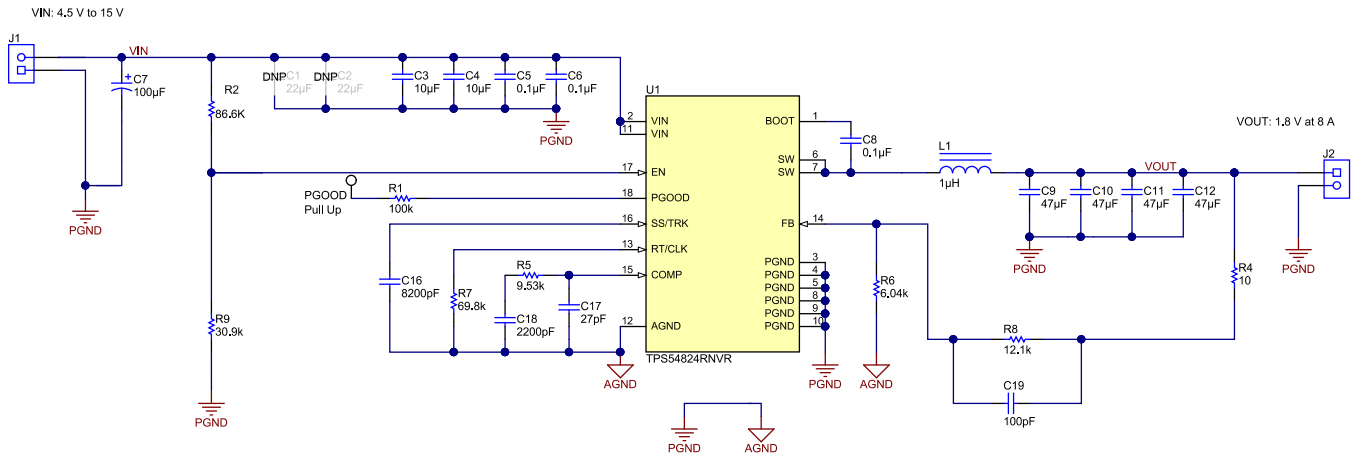 VIN: 4.5 V to 15 V
J1
VIN
C7
100µF
PGND
R2
86.6K
R9
30.9k
PGND
DNP C1
22µF
DNP C2
22µF
C3
10µF
C4
10µF
C5
0.1µF
C6
0.1µF
PGND
PGOOD
Pull Up
R1
100k
C16
8200pF
R7
69.8k
R5
9.53k
C18
2200pF
C17
27pF
AGND
U1
2 VIN
11 VIN
17 EN
18 PGOOD
16 SS/TRK
13 RT/CLK
15 COMP
12 AGND
BOOT 1
SW 6
SW 7
FB 14
PGND 3
PGND 4
PGND 5
PGND 8
PGND 9
PGND 10
TPS54824RNVR
PGND
PGND
AGND
C8
0.1µF
L1
1µH
R6
6.04k
AGND
C9
47µF
C10
47µF
C11
47µF
C12
47µF
PGND
VOUT
VOUT: 1.8 V at 8 A
J2
PGND
R4
10
R8
12.1k
C19
100pF